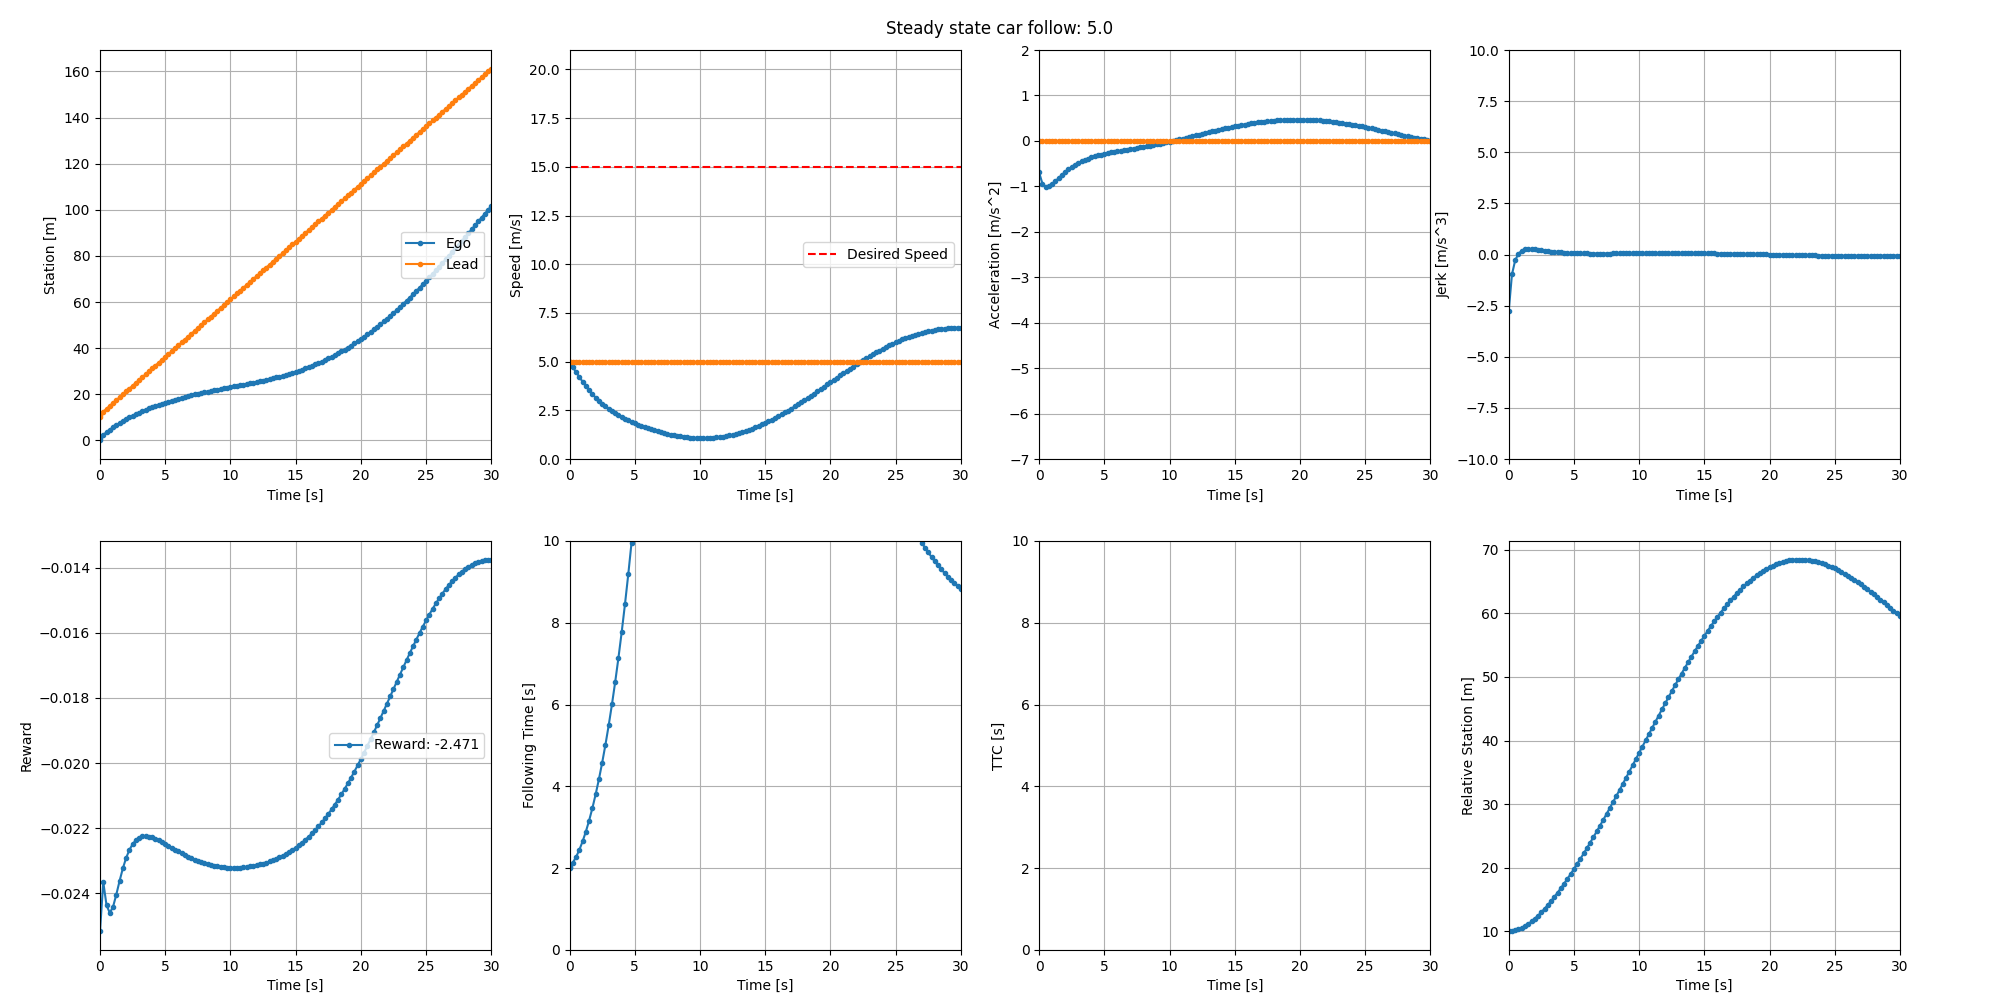 Steady state car follow: 5.0
160
140
120
100
80
60
40
20
0
Station [m]
Ego
Lead
0 5 10 15 20 25 30
Time [s]
20.0
17.5
15.0
12.5
10.0
7.5
5.0
2.5
0.0
Speed [m/s]
Desired Speed
0 5 10 15 20 25 30
Time [s]
2
1
0
−1
−2
−3
−4
−5
−6
−7
Acceleration [m/s^2]
0 5 10 15 20 25 30
Time [s]
10.0
7.5
5.0
2.5
0.0
−2.5
−5.0
−7.5
−10.0
Jerk [m/s^3]
0 5 10 15 20 25 30
Time [s]
−0.014
−0.016
−0.018
−0.020
−0.022
−0.024
Reward
Reward: -2.471
0 5 10 15 20 25 30
Time [s]
10
8
6
4
2
0
Following Time [s]
0 5 10 15 20 25 30
Time [s]
10
8
6
4
2
0
TTC [s]
0 5 10 15 20 25 30
Time [s]
70
60
50
40
30
20
10
Relative Station [m]
0 5 10 15 20 25 30
Time [s]